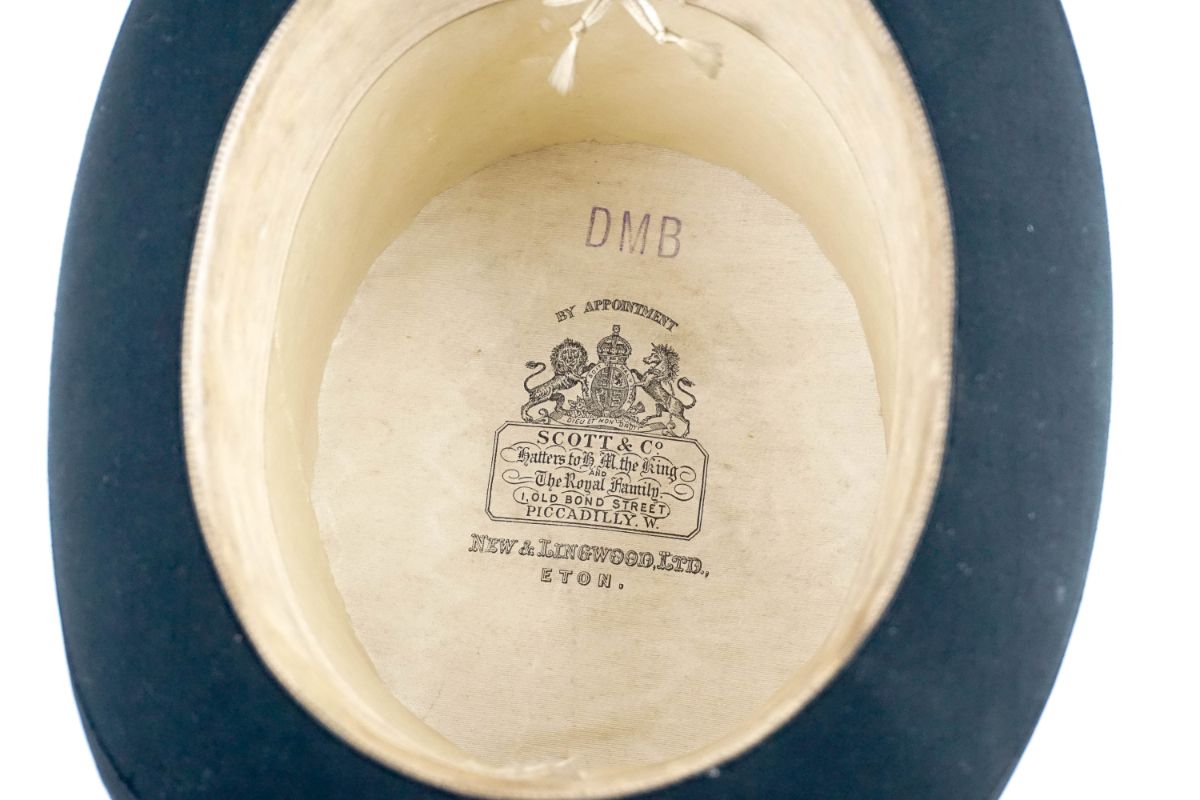 DMB
BY APPOINTMENT
DIEU ET MON DROIT
SCOTT & Co
Hatters to H. M. the King
AND
The Royal Family.
1, OLD BOND STREET
PICCADILLY. W.
NEW & LINGWOOD, LTD.,
ETON.